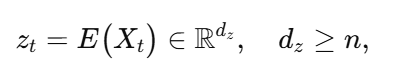 z_t = E(X_t) ∈ ℝ^{d_z},   d_z ≥ n,